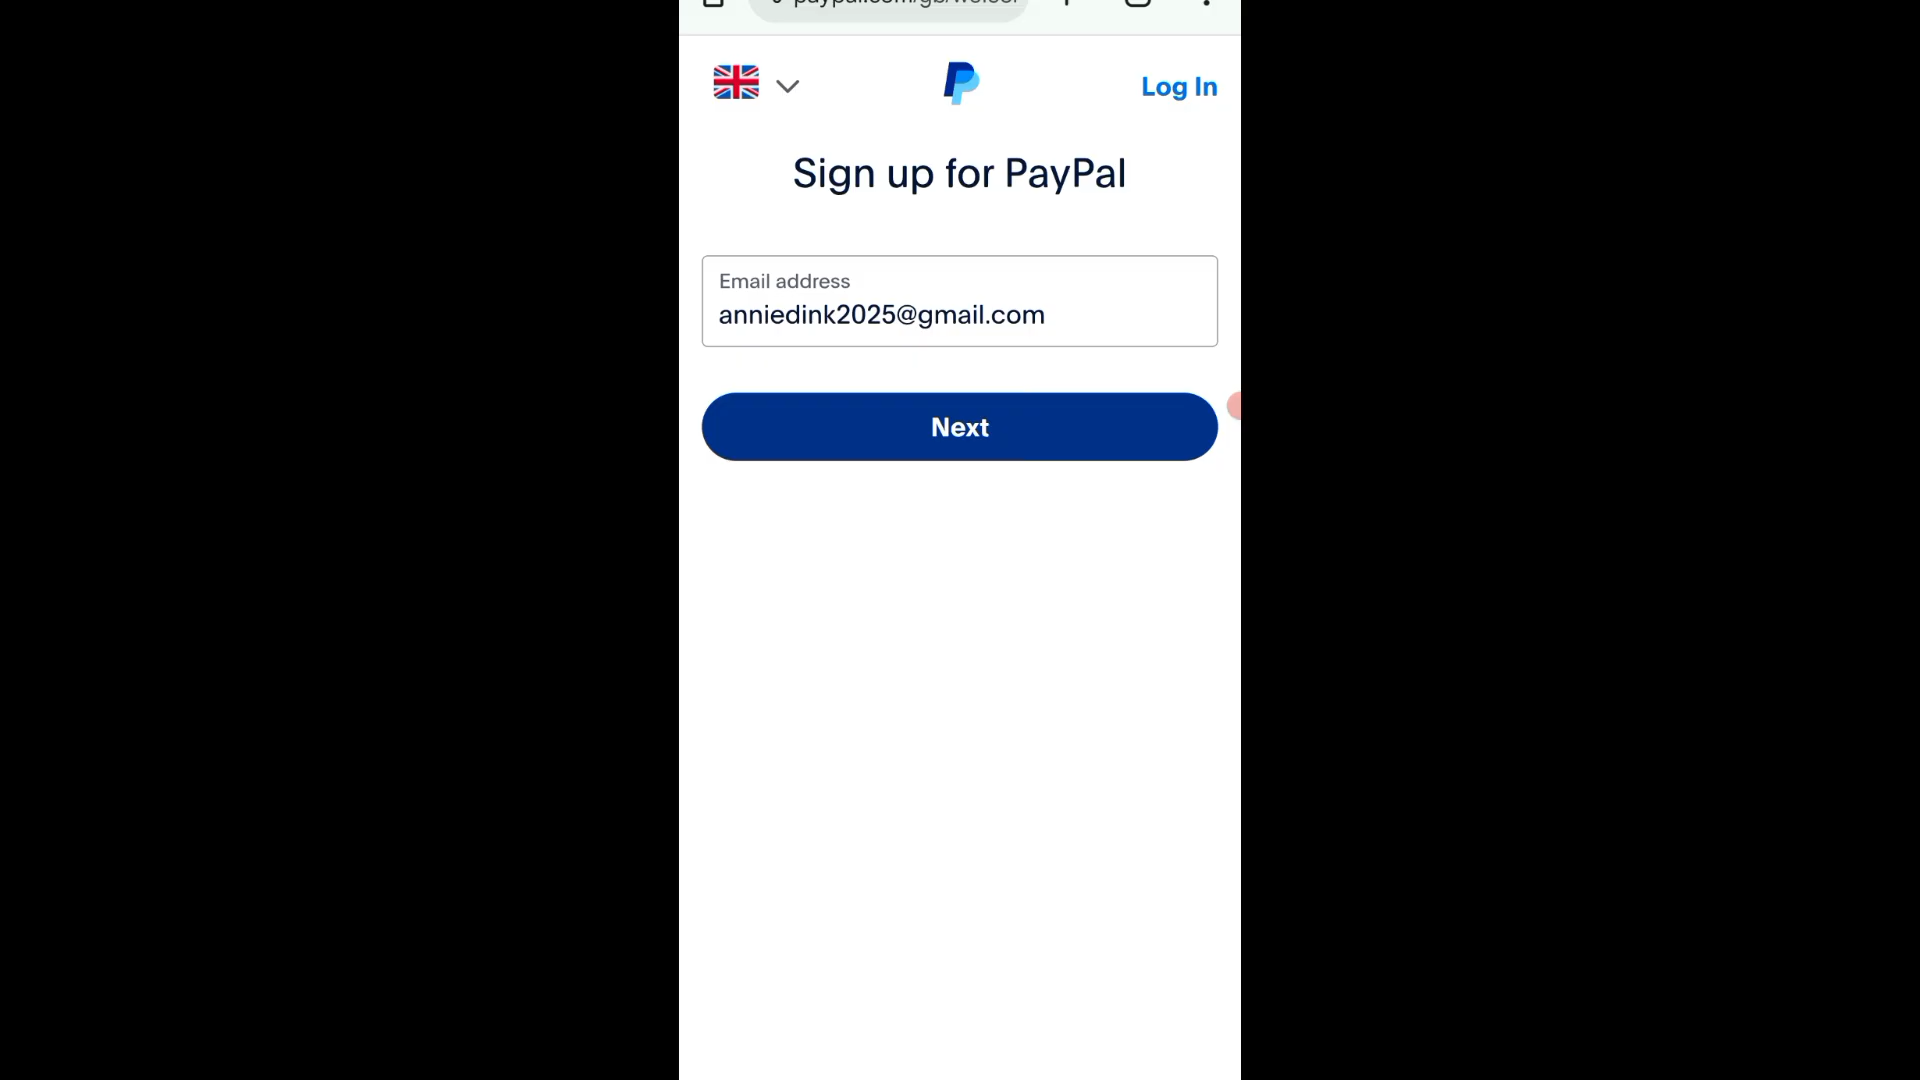 Log In
Sign up for PayPal
Email address
anniedink2025@gmail.com
Next